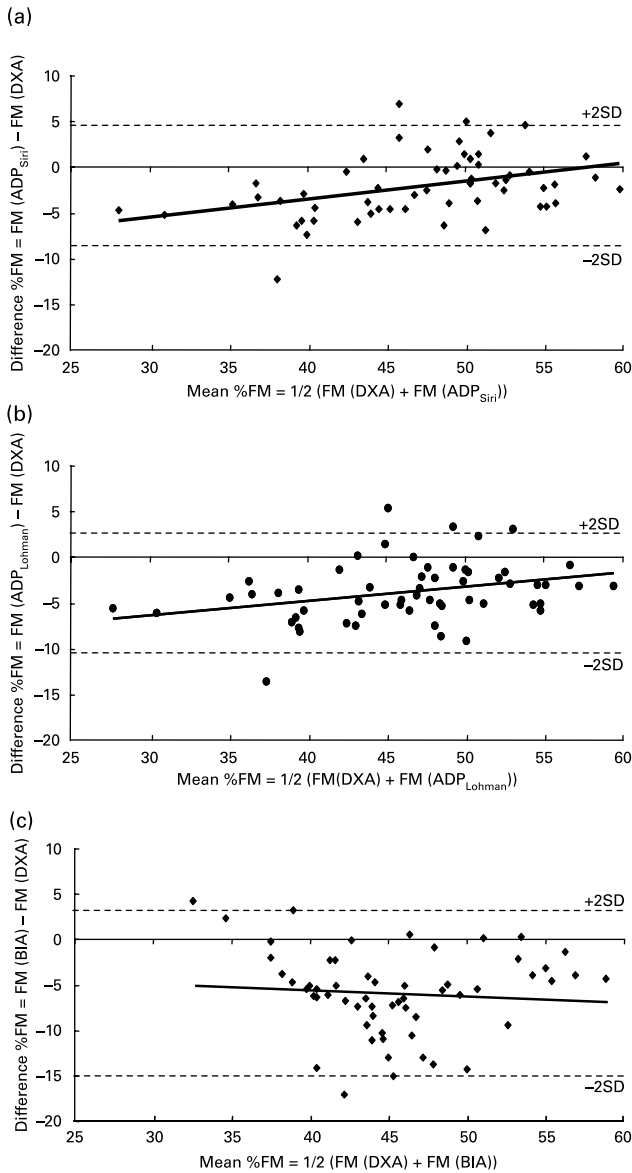 (a)
Difference %FM = FM (ADP_Siri) – FM (DXA)
10
5
0
−5
−10
−15
−20
+2SD
−2SD
25 30 35 40 45 50 55 60
Mean %FM = 1/2 (FM (DXA) + FM (ADP_Siri))
(b)
Difference %FM = FM (ADP_Lohman) – FM (DXA)
10
5
0
−5
−10
−15
−20
+2SD
−2SD
25 30 35 40 45 50 55 60
Mean %FM = 1/2 (FM(DXA) + FM (ADP_Lohman))
(c)
Difference %FM = FM (BIA) – FM (DXA)
10
5
0
−5
−10
−15
−20
+2SD
−2SD
25 30 35 40 45 50 55 60
Mean %FM = 1/2 (FM (DXA) + FM (BIA))